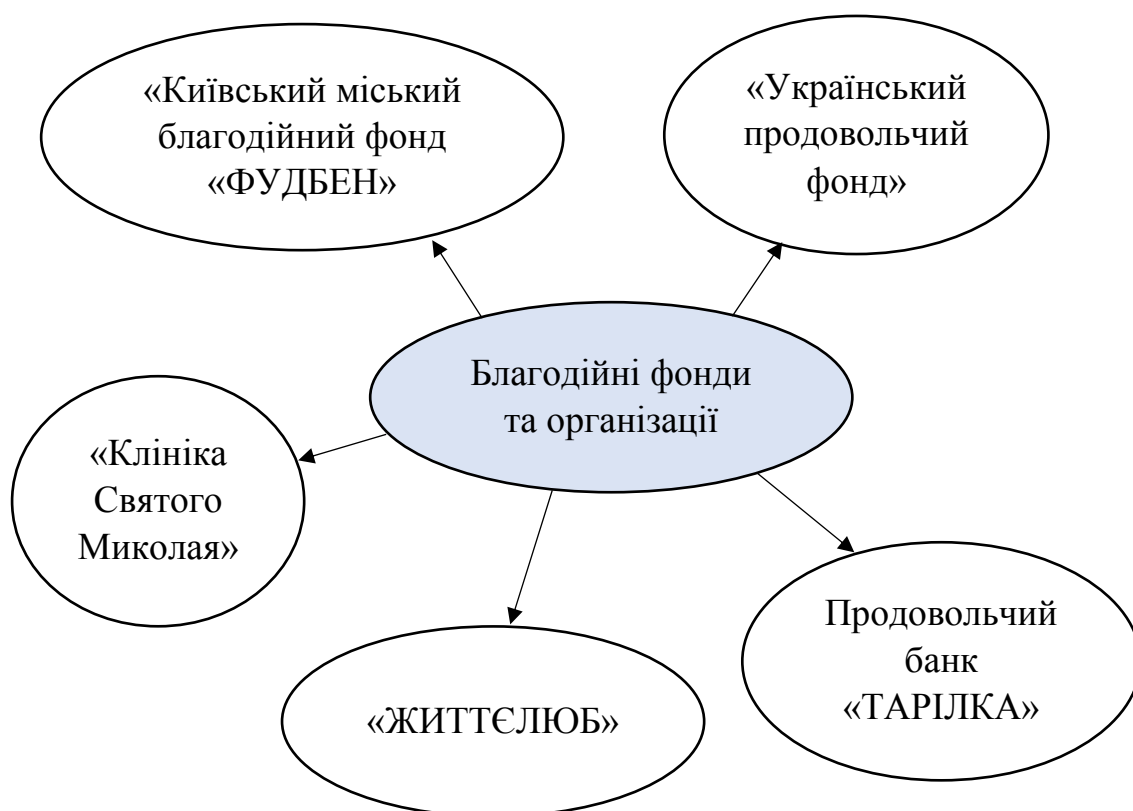 «Київський міський
благодійний фонд
«ФУДБЕН»
«Український
продовольчий
фонд»
Благодійні фонди
та організації
«Клініка
Святого
Миколая»
«ЖИТТЄЛЮБ»
Продовольчий
банк
«ТАРІЛКА»